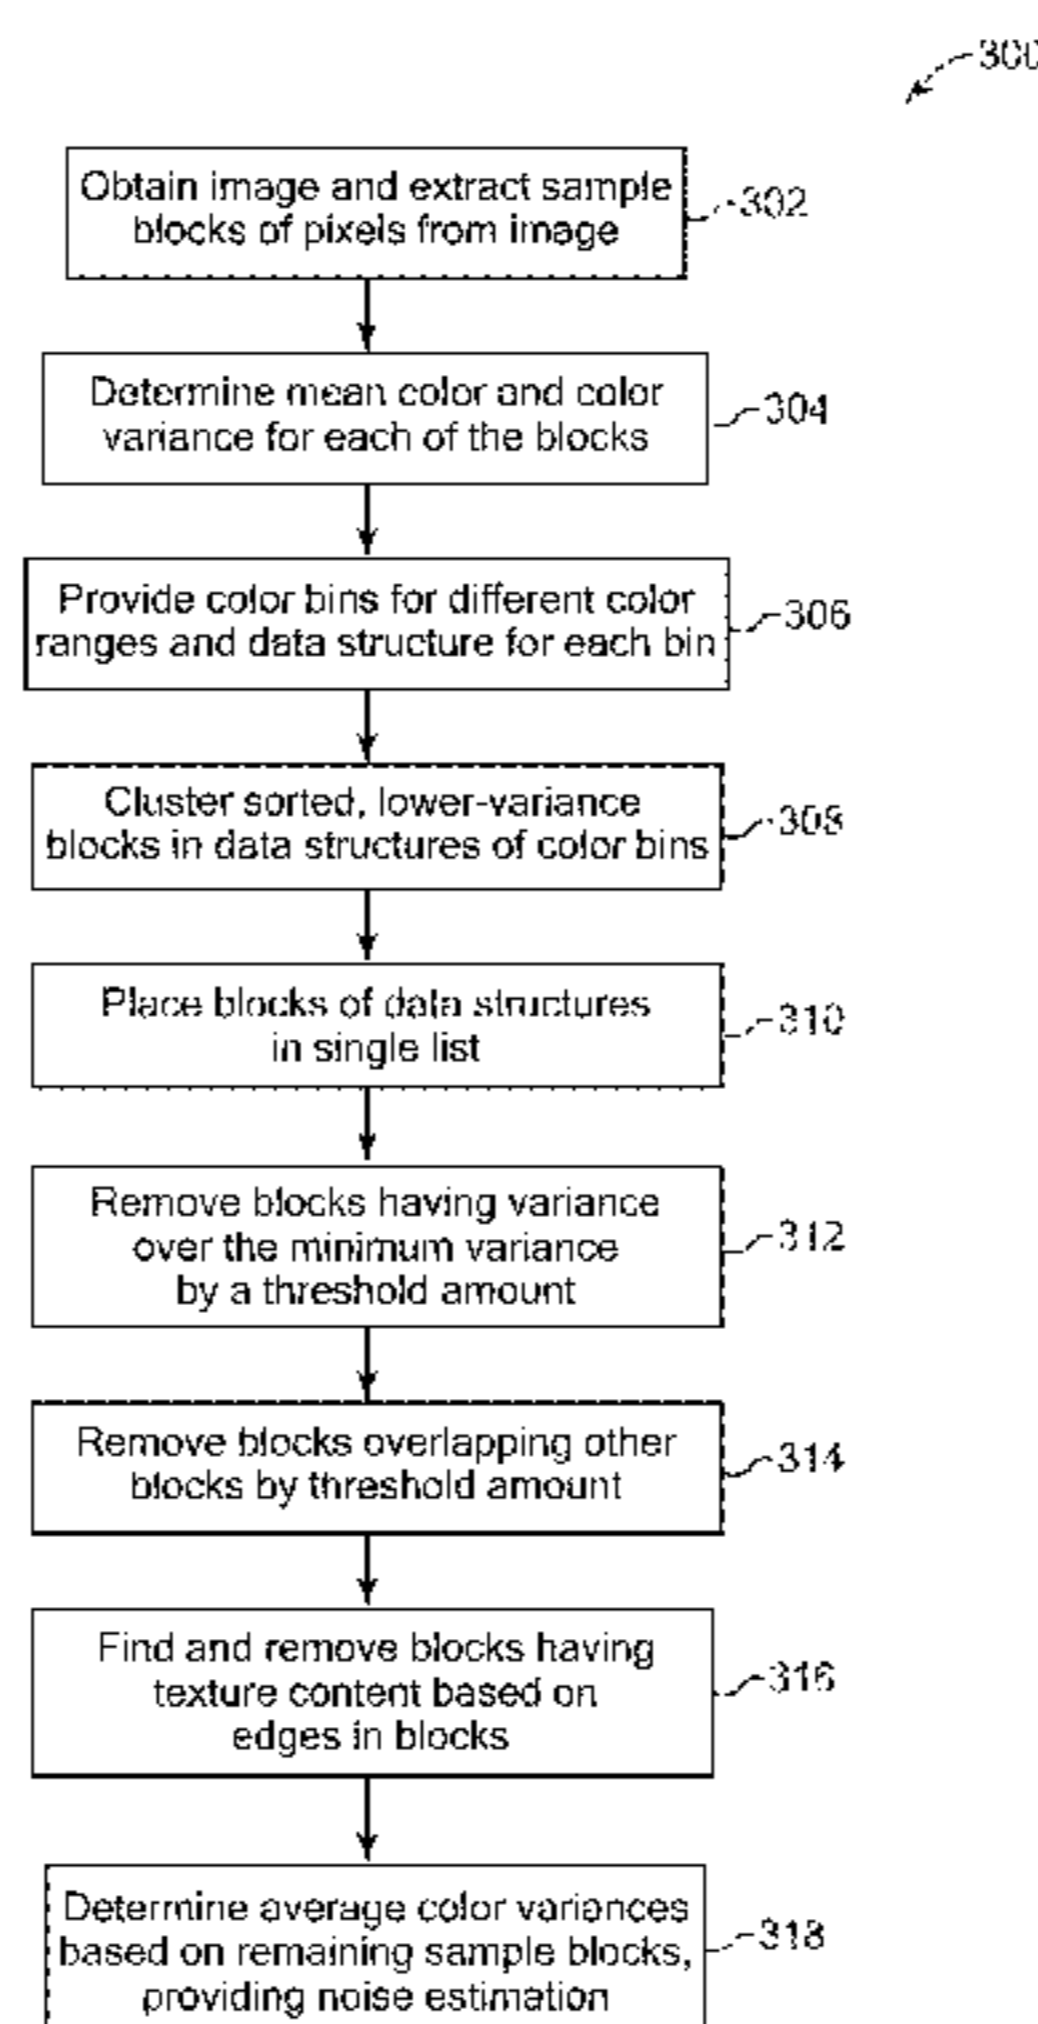 300
Obtain image and extract sample
blocks of pixels from image
302
Determine mean color and color
variance for each of the blocks
304
Provide color bins for different color
ranges and data structure for each bin
306
Cluster sorted, lower-variance
blocks in data structures of color bins
308
Place blocks of data structures
in single list
310
Remove blocks having variance
over the minimum variance
by a threshold amount
312
Remove blocks overlapping other
blocks by threshold amount
314
Find and remove blocks having
texture content based on
edges in blocks
316
Determine average color variances
based on remaining sample blocks,
providing noise estimation
318